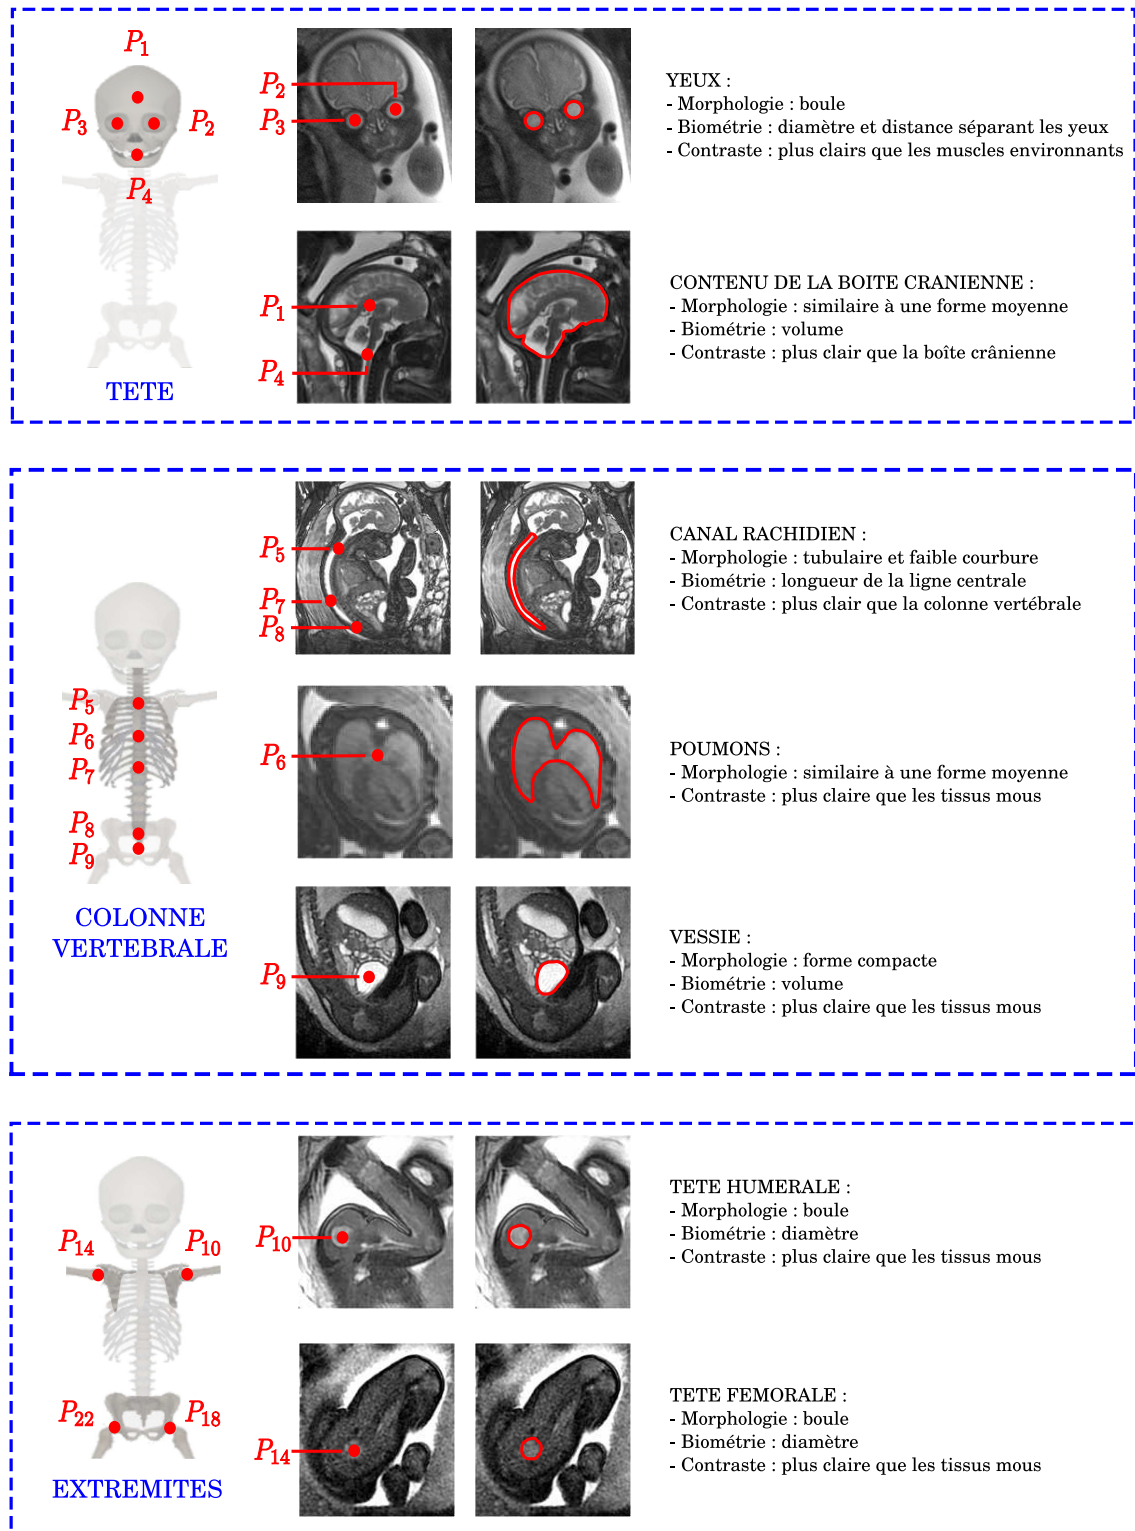 P1
P3
P2
P4
TETE
P2
P3
YEUX :
- Morphologie : boule
- Biométrie : diamètre et distance séparant les yeux
- Contraste : plus clairs que les muscles environnants
P1
P4
CONTENU DE LA BOITE CRANIENNE :
- Morphologie : similaire à une forme moyenne
- Biométrie : volume
- Contraste : plus clair que la boîte crânienne
P5
P6
P7
P8
P9
COLONNE
VERTEBRALE
P5
P7
P8
CANAL RACHIDIEN :
- Morphologie : tubulaire et faible courbure
- Biométrie : longueur de la ligne centrale
- Contraste : plus clair que la colonne vertébrale
P6
POUMONS :
- Morphologie : similaire à une forme moyenne
- Contraste : plus claire que les tissus mous
P9
VESSIE :
- Morphologie : forme compacte
- Biométrie : volume
- Contraste : plus claire que les tissus mous
P14
P10
P22
P18
EXTREMITES
P10
TETE HUMERALE :
- Morphologie : boule
- Biométrie : diamètre
- Contraste : plus claire que les tissus mous
P14
TETE FEMORALE :
- Morphologie : boule
- Biométrie : diamètre
- Contraste : plus claire que les tissus mous